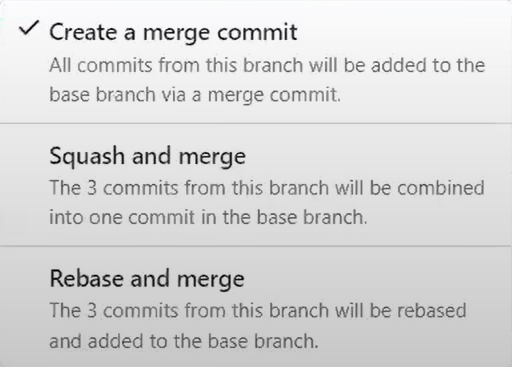 Create a merge commit
All commits from this branch will be added to the
base branch via a merge commit.
Squash and merge
The 3 commits from this branch will be combined
into one commit in the base branch.
Rebase and merge
The 3 commits from this branch will be rebased
and added to the base branch.